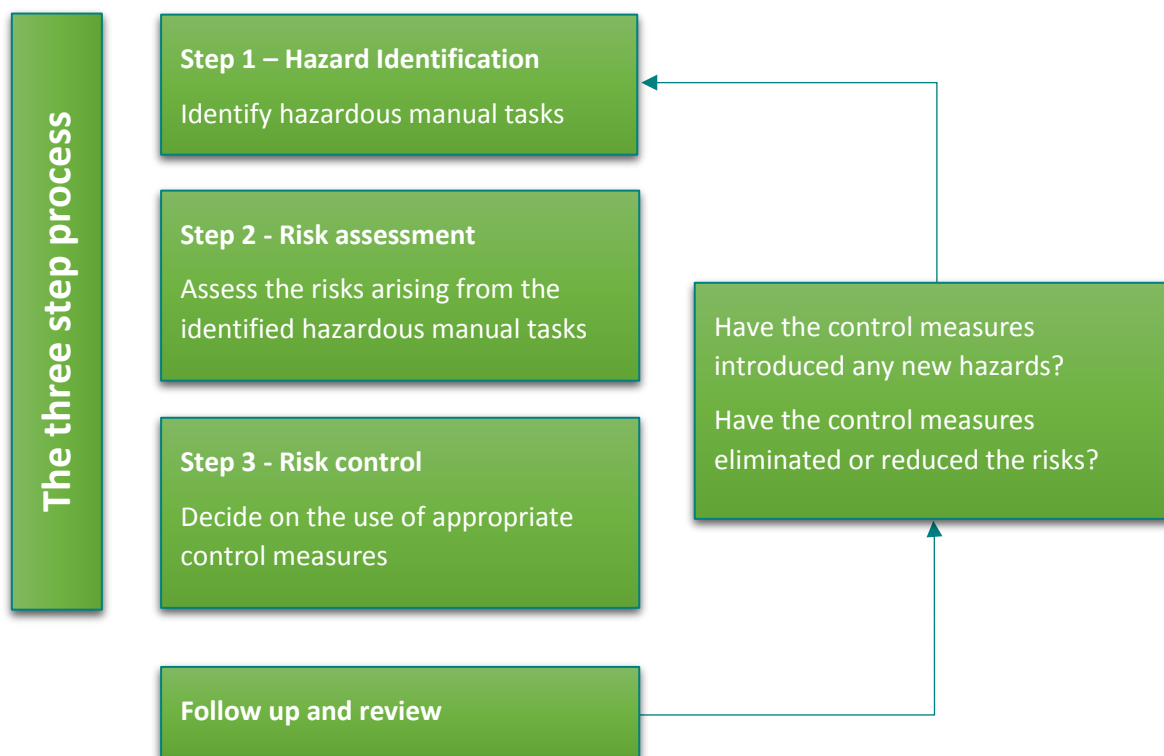 The three step process
Step 1 – Hazard Identification
Identify hazardous manual tasks
Step 2 - Risk assessment
Assess the risks arising from the
identified hazardous manual tasks
Step 3 - Risk control
Decide on the use of appropriate
control measures
Follow up and review
Have the control measures
introduced any new hazards?
Have the control measures
eliminated or reduced the risks?